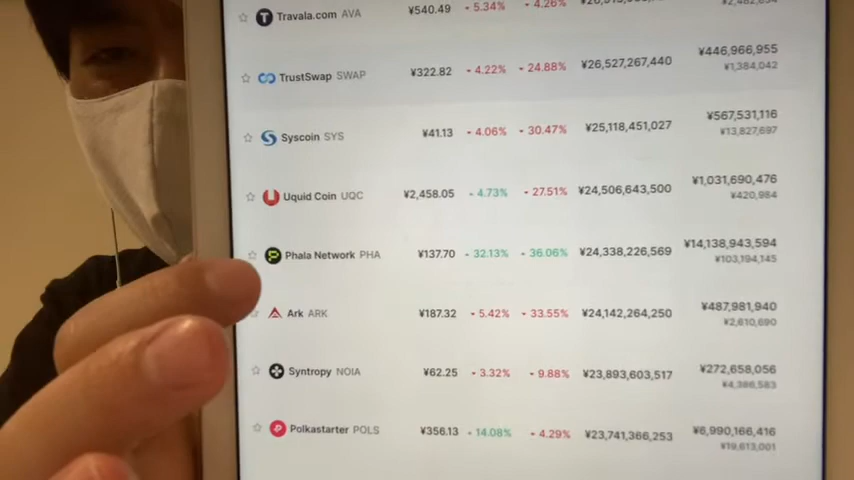 Travala.com AVA ¥540.49 5.34% 4.26%
TrustSwap SWAP ¥322.82 4.22% 24.88% ¥26,527,267,440 ¥446,966,955
¥1,384,042
Syscoin SYS ¥41.13 4.06% 30.47% ¥25,118,451,027 ¥567,531,116
¥13,827,697
Uquid Coin UQC ¥2,458.05 4.73% 27.51% ¥24,506,643,500 ¥1,031,690,476
¥420,984
Phala Network PHA ¥137.70 32.13% 36.06% ¥24,338,226,569 ¥14,138,943,594
¥103,194,145
Ark ARK ¥187.32 5.42% 33.55% ¥24,142,264,250 ¥487,981,940
¥2,610,690
Syntropy NOIA ¥62.25 3.32% 9.88% ¥23,893,603,517 ¥272,658,056
¥4,386,583
Polkastarter POLS ¥356.13 14.08% 4.29% ¥23,741,366,253 ¥6,990,166,416
¥19,613,001